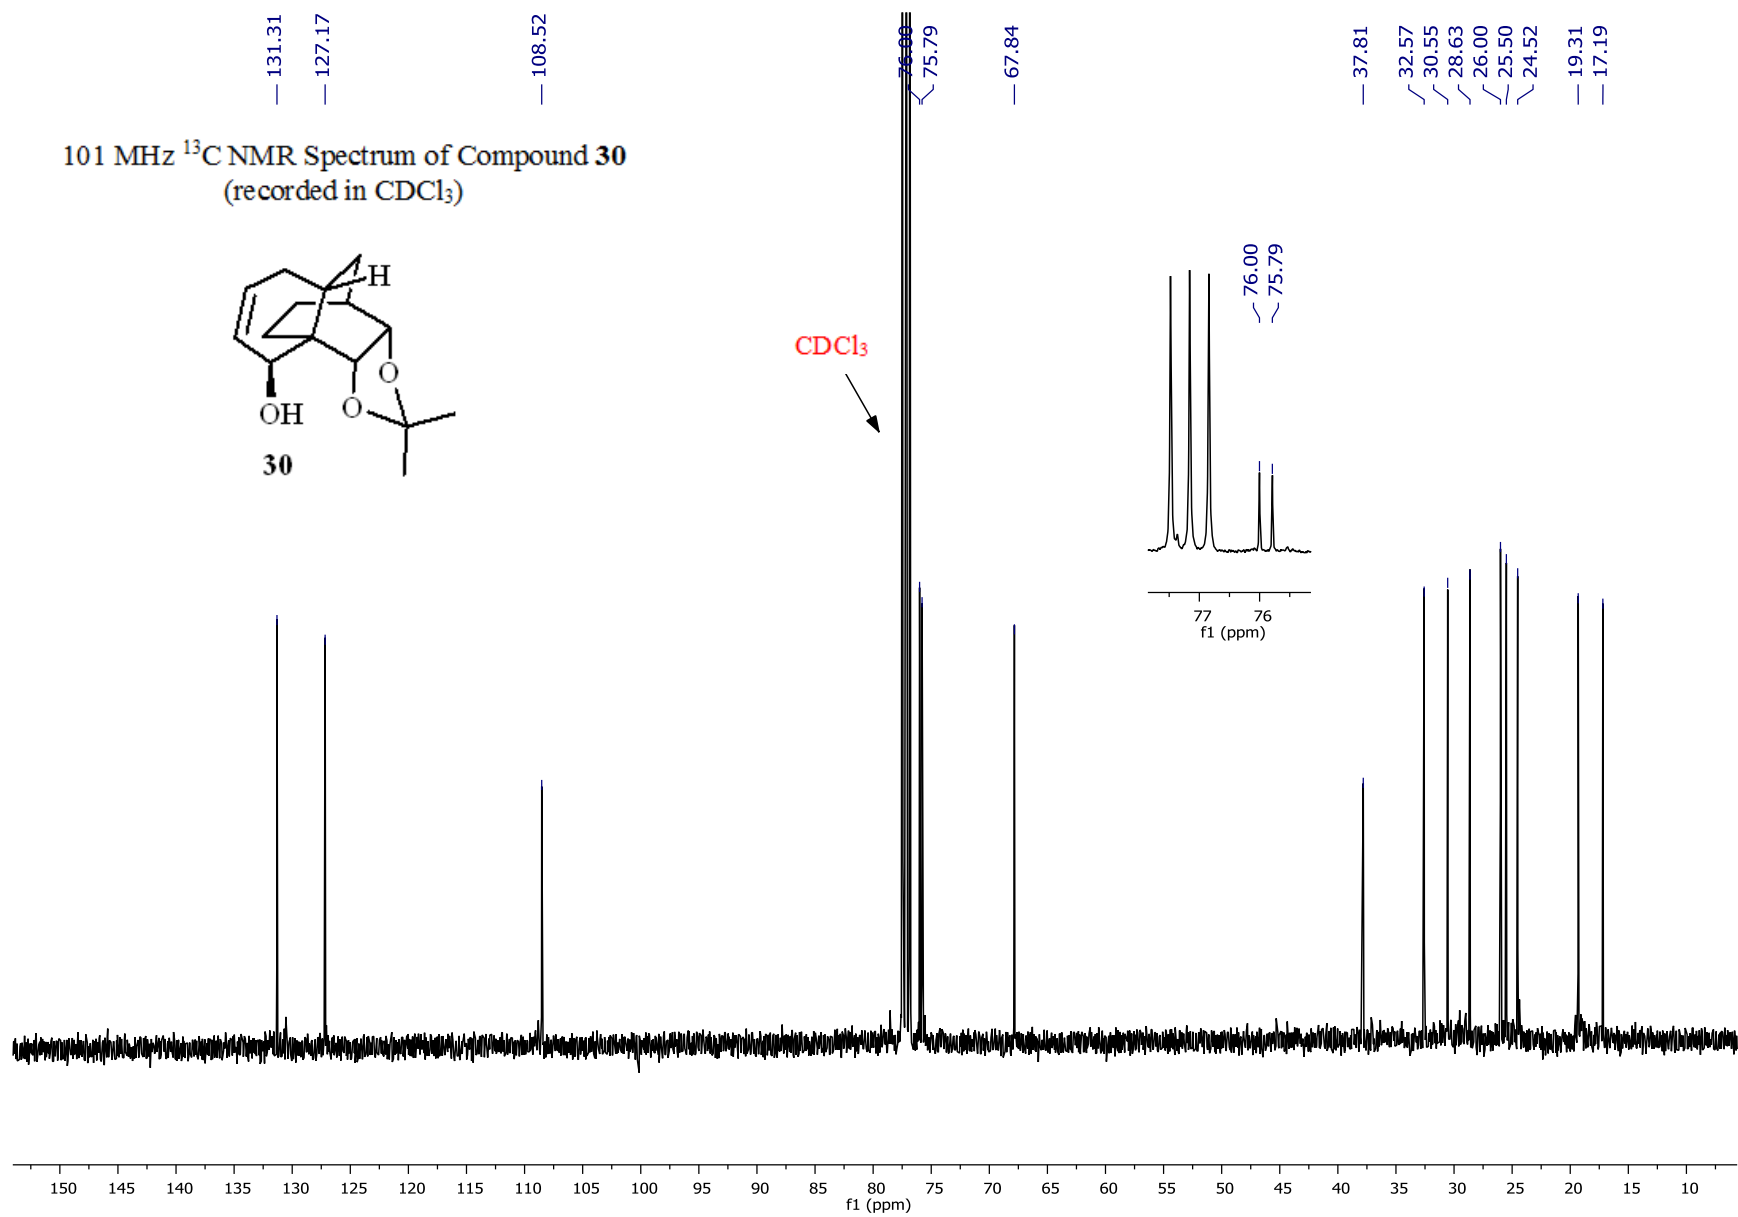 131.31
127.17
108.52
76.00
75.79
67.84
37.81
32.57
30.55
28.63
26.00
25.50
24.52
19.31
17.19
101 MHz ¹³C NMR Spectrum of Compound 30
(recorded in CDCl₃)
H
O
O
OH
30
CDCl₃
76.00
75.79
77 76
f1 (ppm)
150 145 140 135 130 125 120 115 110 105 100 95 90 85 80 75 70 65 60 55 50 45 40 35 30 25 20 15 10
f1 (ppm)